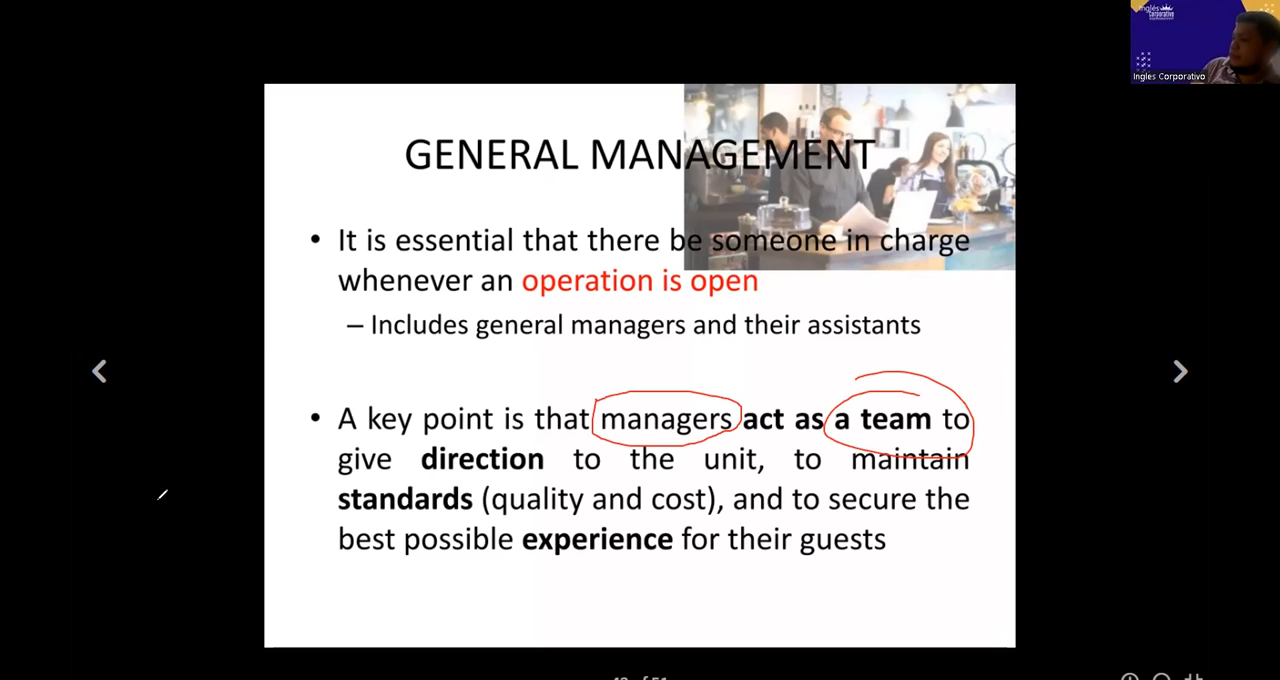 Inglés
Corporativo
Ingles Corporativo
GENERAL MANAGEMENT
• It is essential that there be someone in charge
whenever an operation is open
– Includes general managers and their assistants
• A key point is that managers act as a team to
give direction to the unit, to maintain
standards (quality and cost), and to secure the
best possible experience for their guests